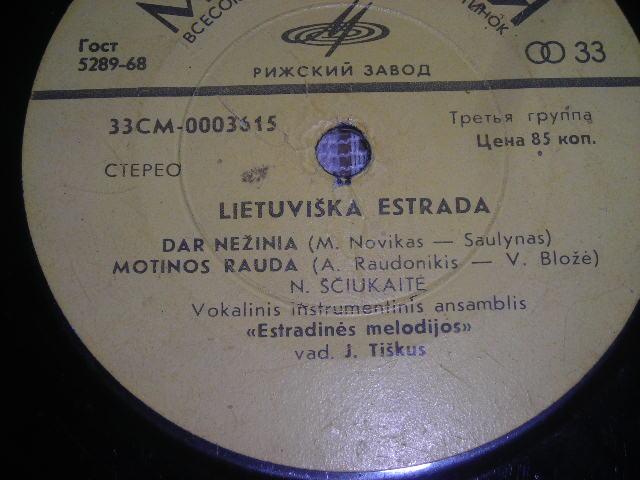 Гост
5289-68
33
РИЖСКИЙ ЗАВОД
33СМ-0003615
Третья группа
Цена 85 коп.
СТЕРЕО
LIETUVIŠKA ESTRADA
DAR NEŽINIA (M. Novikas — Saulynas)
MOTINOS RAUDA (A. Raudonikis — V. Bložė)
N. ŠČIUKAITĖ
Vokalinis instrumentinis ansamblis
«Estradinės melodijos»
vad. J. Tiškus